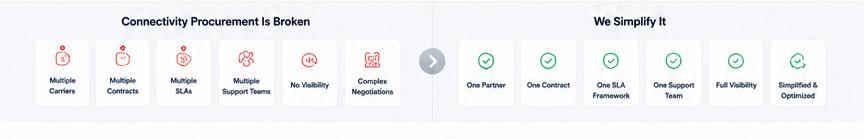 Connectivity Procurement Is Broken
Multiple
Carriers
Multiple
Contracts
Multiple
SLAs
Multiple
Support Teams
No Visibility
Complex
Negotiations
We Simplify It
One Partner
One Contract
One SLA
Framework
One Support
Team
Full Visibility
Simplified &
Optimized